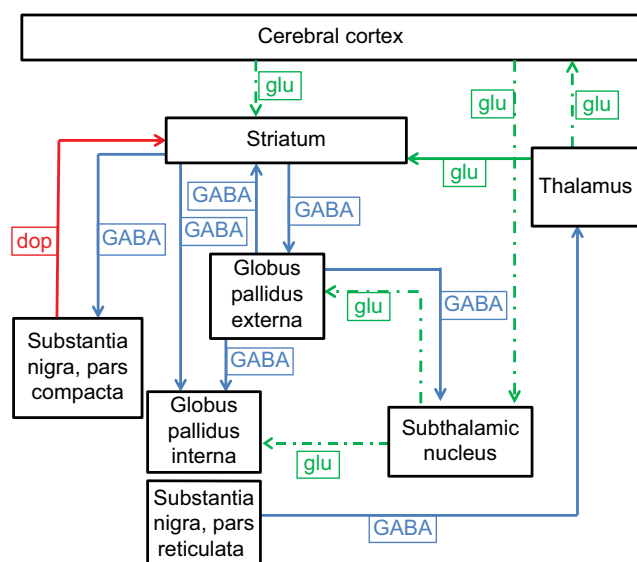 Cerebral cortex
glu
glu
glu
Striatum
glu
Thalamus
GABA
GABA
GABA
GABA
dop
Globus
pallidus
externa
glu
GABA
Substantia
nigra, pars
compacta
GABA
Globus
pallidus
interna
Subthalamic
nucleus
glu
Substantia
nigra, pars
reticulata
GABA